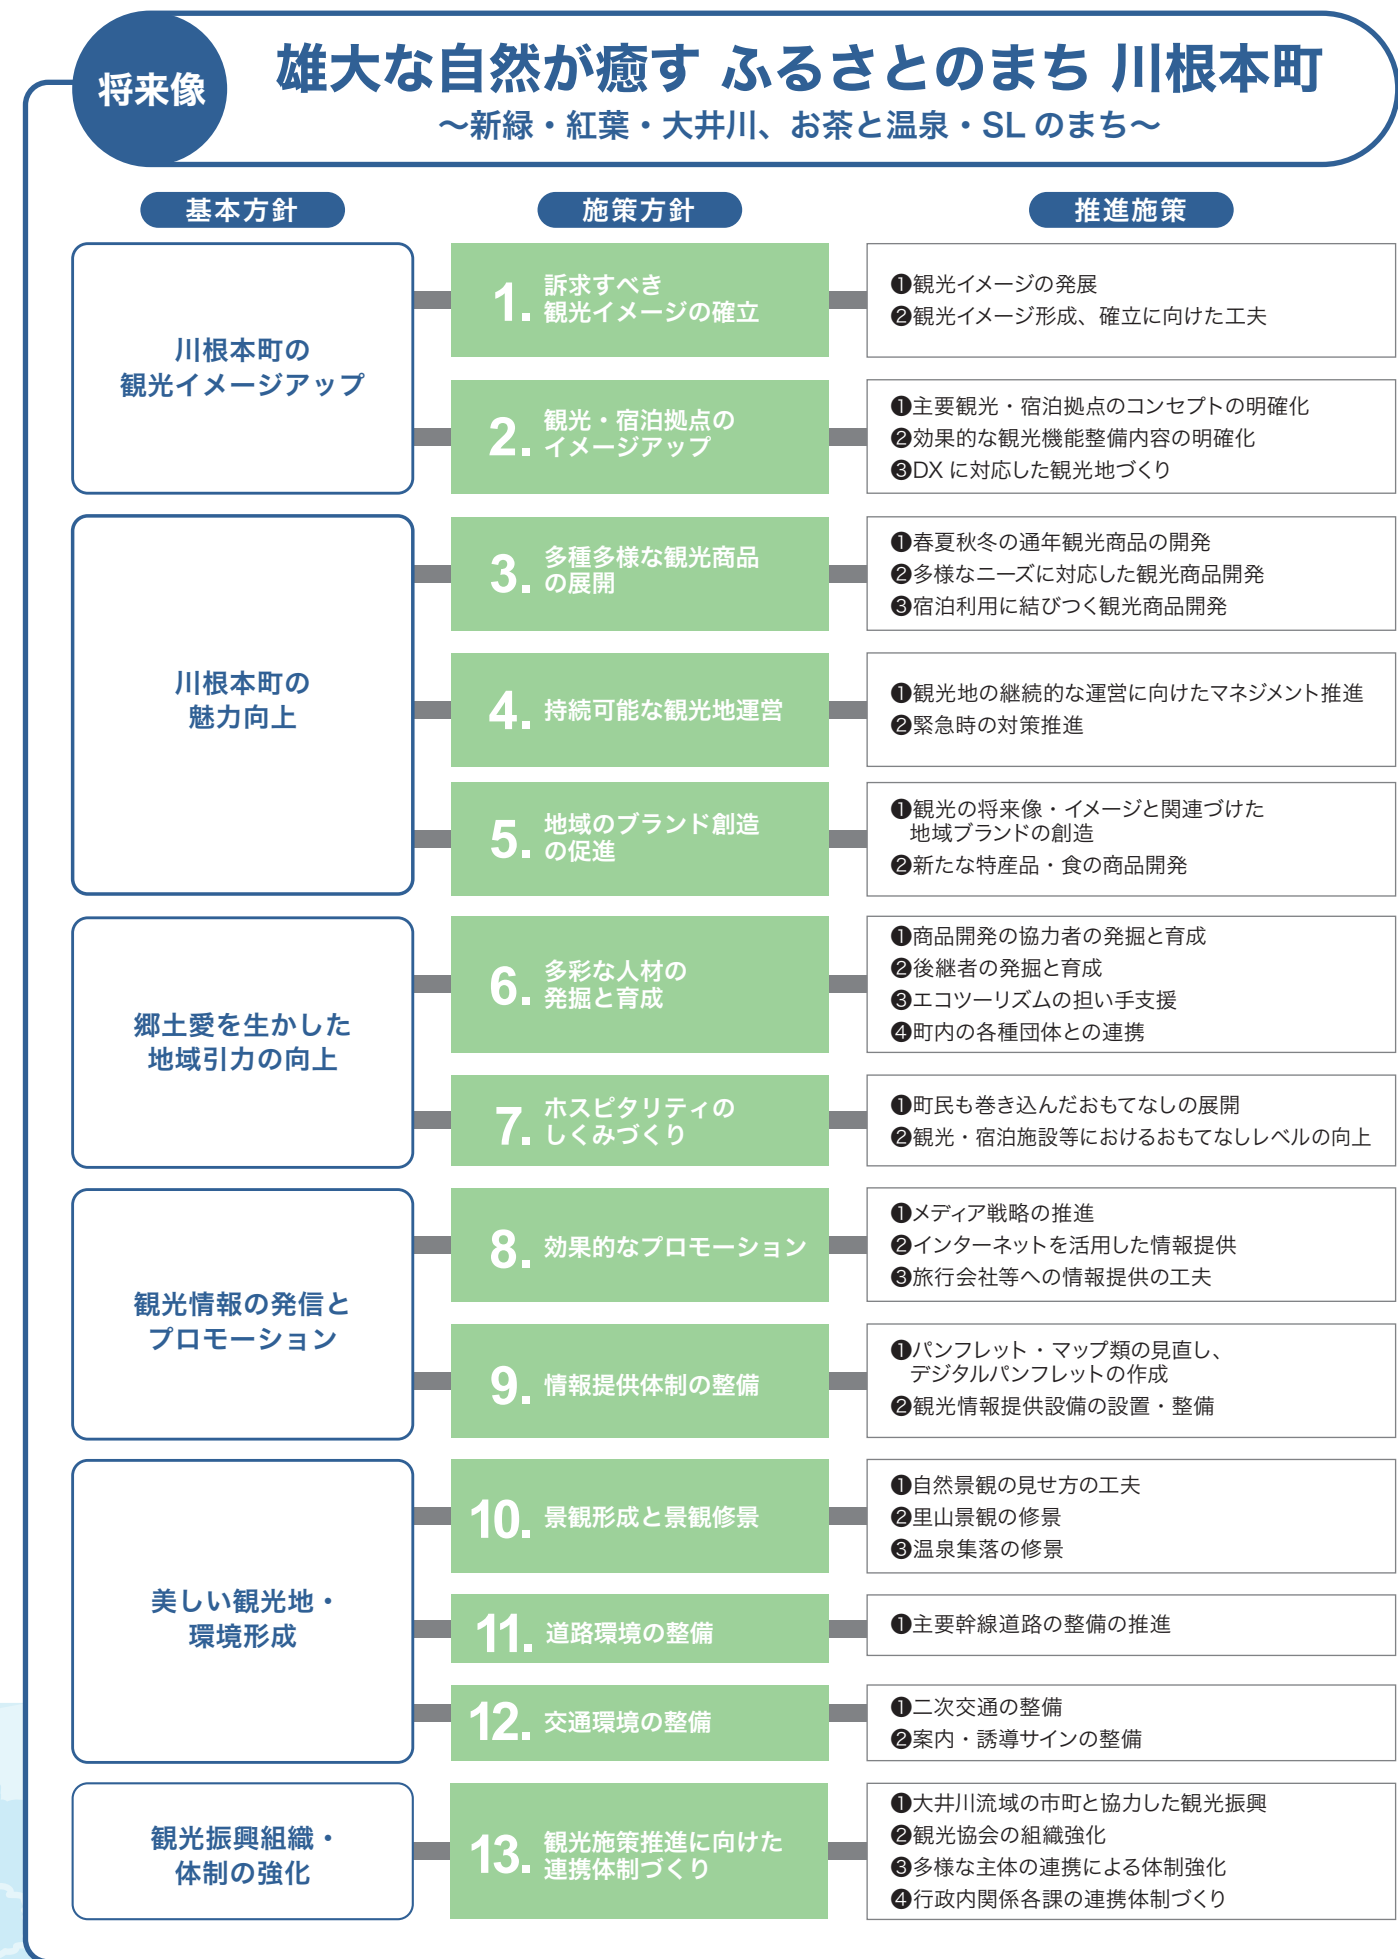 将来像
雄大な自然が癒す ふるさとのまち 川根本町
〜新緑・紅葉・大井川、お茶と温泉・SLのまち〜
基本方針
施策方針
推進施策
川根本町の
観光イメージアップ
1. 訴求すべき
観光イメージの確立
❶観光イメージの発展
❷観光イメージ形成、確立に向けた工夫
2. 観光・宿泊拠点の
イメージアップ
❶主要観光・宿泊拠点のコンセプトの明確化
❷効果的な観光機能整備内容の明確化
❸DXに対応した観光地づくり
川根本町の
魅力向上
3. 多種多様な観光商品
の展開
❶春夏秋冬の通年観光商品の開発
❷多様なニーズに対応した観光商品開発
❸宿泊利用に結びつく観光商品開発
4. 持続可能な観光地運営
❶観光地の継続的な運営に向けたマネジメント推進
❷緊急時の対策推進
5. 地域のブランド創造
の促進
❶観光の将来像・イメージと関連づけた
地域ブランドの創造
❷新たな特産品・食の商品開発
郷土愛を生かした
地域引力の向上
6. 多彩な人材の
発掘と育成
❶商品開発の協力者の発掘と育成
❷後継者の発掘と育成
❸エコツーリズムの担い手支援
❹町内の各種団体との連携
7. ホスピタリティの
しくみづくり
❶町民も巻き込んだおもてなしの展開
❷観光・宿泊施設等におけるおもてなしレベルの向上
観光情報の発信と
プロモーション
8. 効果的なプロモーション
❶メディア戦略の推進
❷インターネットを活用した情報提供
❸旅行会社等への情報提供の工夫
9. 情報提供体制の整備
❶パンフレット・マップ類の見直し、
デジタルパンフレットの作成
❷観光情報提供設備の設置・整備
美しい観光地・
環境形成
10. 景観形成と景観修景
❶自然景観の見せ方の工夫
❷里山景観の修景
❸温泉集落の修景
11. 道路環境の整備
❶主要幹線道路の整備の推進
12. 交通環境の整備
❶二次交通の整備
❷案内・誘導サインの整備
観光振興組織・
体制の強化
13. 観光施策推進に向けた
連携体制づくり
❶大井川流域の市町と協力した観光振興
❷観光協会の組織強化
❸多様な主体の連携による体制強化
❹行政内関係各課の連携体制づくり